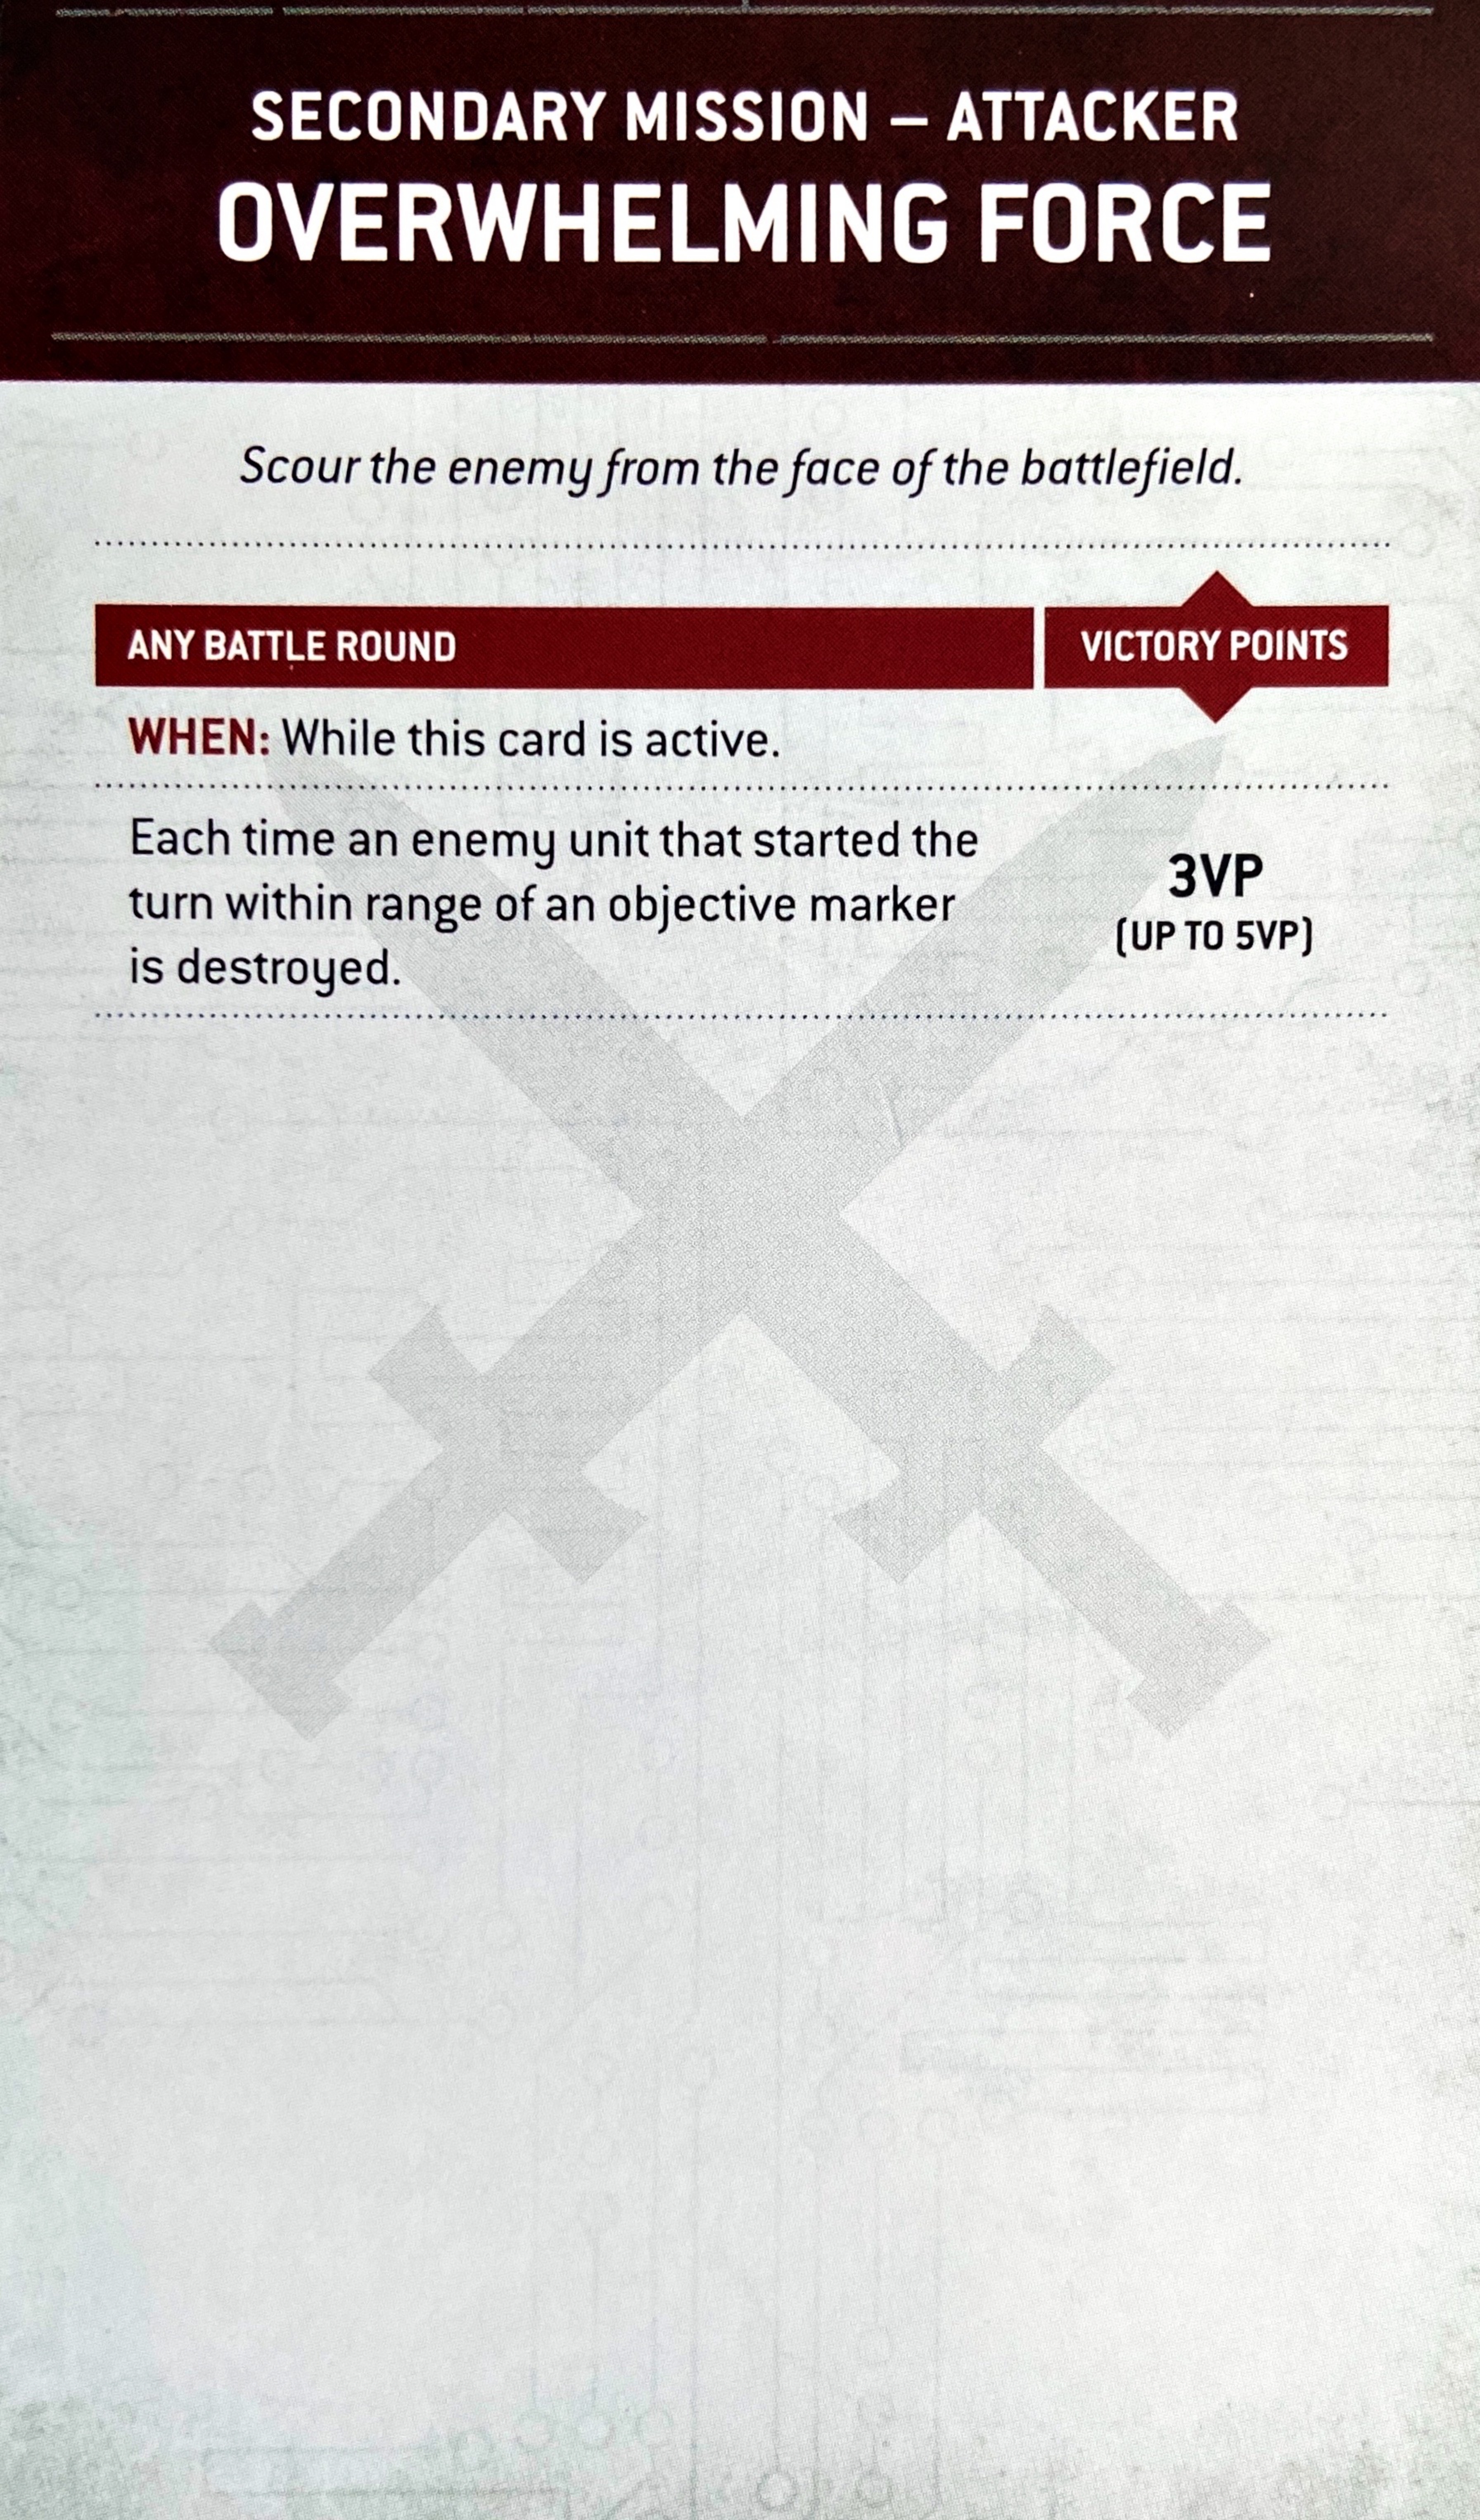 SECONDARY MISSION – ATTACKER
OVERWHELMING FORCE
Scour the enemy from the face of the battlefield.
ANY BATTLE ROUND
VICTORY POINTS
WHEN: While this card is active.
Each time an enemy unit that started the
turn within range of an objective marker
is destroyed.
3VP
(UP TO 5VP)